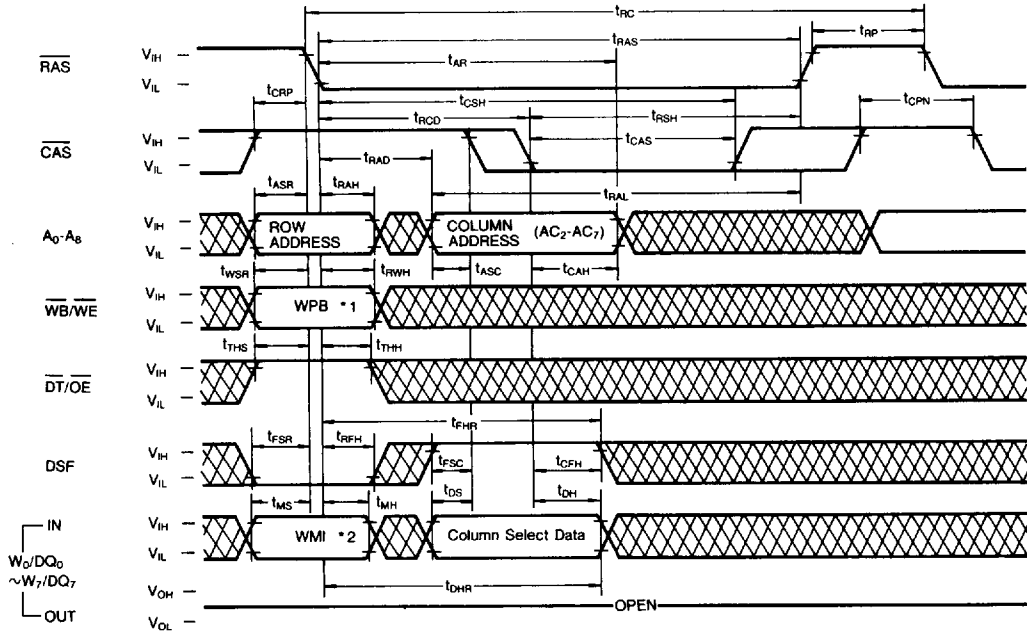 tRC
tRAS
tRP
tAR
RAS
VIH
VIL
tCRP
tCSH
tCPN
tRCD
tRSH
CAS
VIH
VIL
tCAS
tRAD
tASR
tRAH
tRAL
A0-A8
VIH
VIL
ROW ADDRESS
COLUMN ADDRESS (AC2-AC7)
tWSR
tRWH
tASC
tCAH
WB/WE
VIH
VIL
WPB *1
tTHS
tTHH
DT/OE
VIH
VIL
tFHR
tFSR
tRFH
DSF
VIH
VIL
tFSC
tCFH
tMS
tMH
tDS
tDH
IN
VIH
VIL
WMI *2
Column Select Data
W0/DQ0
~W7/DQ7
tDHR
VOH
OPEN
OUT
VOL